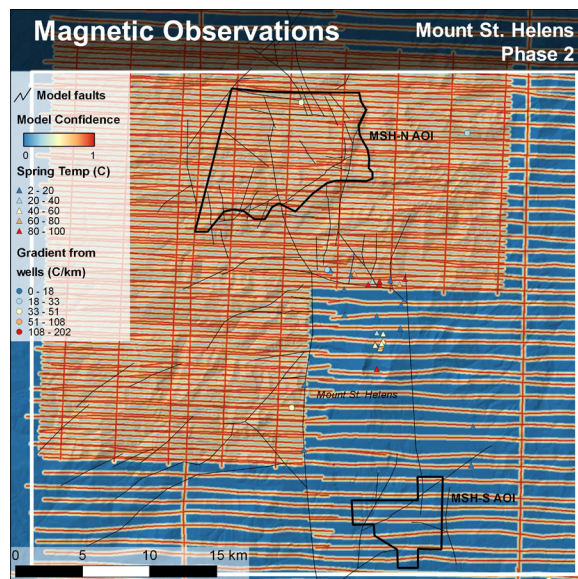 Magnetic Observations
Mount St. Helens
Phase 2
Model faults
Model Confidence
0 1
Spring Temp (C)
2 - 20
20 - 40
40 - 60
60 - 80
80 - 100
Gradient from
wells (C/km)
0 - 18
18 - 33
33 - 51
51 - 108
108 - 202
MSH-N AOI
Mount St. Helens
MSH-S AOI
0 5 10 15 km